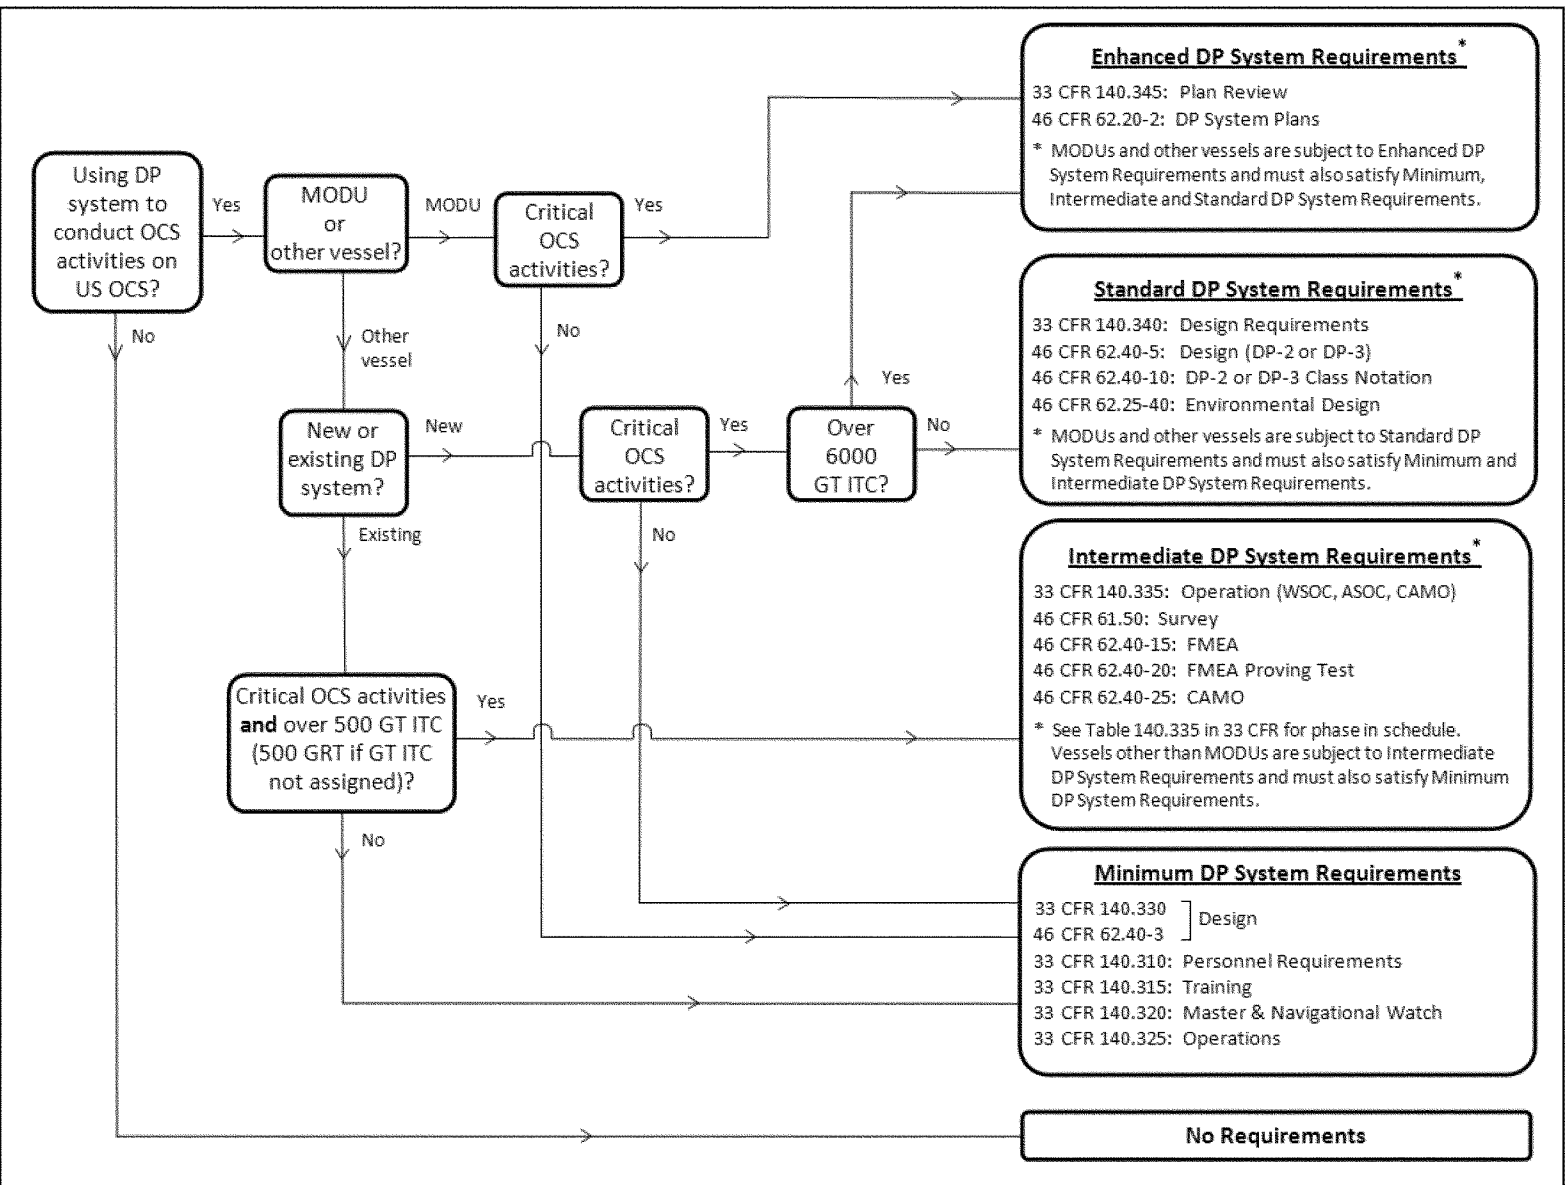 Using DP
system to
conduct OCS
activities on
US OCS?
Yes
No
MODU
or
other vessel?
MODU
Other
vessel
Critical
OCS
activities?
Yes
No
New or
existing DP
system?
New
Existing
Critical
OCS
activities?
Yes
No
Over
6000
GT ITC?
Yes
No
Critical OCS activities
and over 500 GT ITC
(500 GRT if GT ITC
not assigned)?
Yes
No
Enhanced DP System Requirements*
33 CFR 140.345: Plan Review
46 CFR 62.20-2: DP System Plans
* MODUs and other vessels are subject to Enhanced DP
System Requirements and must also satisfy Minimum,
Intermediate and Standard DP System Requirements.
Standard DP System Requirements*
33 CFR 140.340: Design Requirements
46 CFR 62.40-5: Design (DP-2 or DP-3)
46 CFR 62.40-10: DP-2 or DP-3 Class Notation
46 CFR 62.25-40: Environmental Design
* MODUs and other vessels are subject to Standard DP
System Requirements and must also satisfy Minimum and
Intermediate DP System Requirements.
Intermediate DP System Requirements*
33 CFR 140.335: Operation (WSOC, ASOC, CAMO)
46 CFR 61.50: Survey
46 CFR 62.40-15: FMEA
46 CFR 62.40-20: FMEA Proving Test
46 CFR 62.40-25: CAMO
* See Table 140.335 in 33 CFR for phase in schedule.
Vessels other than MODUs are subject to Intermediate
DP System Requirements and must also satisfy Minimum
DP System Requirements.
Minimum DP System Requirements
33 CFR 140.330
46 CFR 62.40-3
Design
33 CFR 140.310: Personnel Requirements
33 CFR 140.315: Training
33 CFR 140.320: Master & Navigational Watch
33 CFR 140.325: Operations
No Requirements